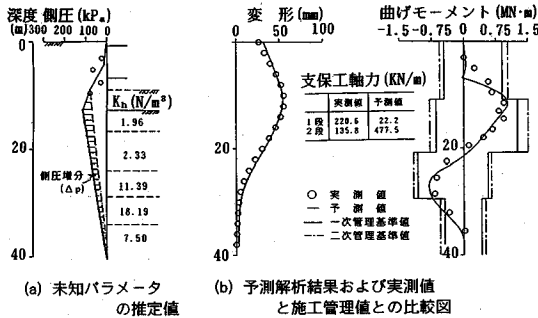 深度 側圧(kPa)
(m) 300 200 100 0
0
20
40
Kh(N/m³)
1.96
2.33
11.39
18.19
7.50
側圧増分
(Δp)
(a) 未知パラメータ
の推定値
変形(mm)
0 50 100
0
20
40
支保工軸力(KN/m)
実測値 予測値
1段 220.6 22.2
2段 135.8 477.5
○ 実測値
― 予測値
― 一次管理基準値
二次管理基準値
曲げモーメント(MN・m)
-1.5 -0.75 0 0.75 1.5
20
40
(b) 予測解析結果および実測値
と施工管理値との比較図